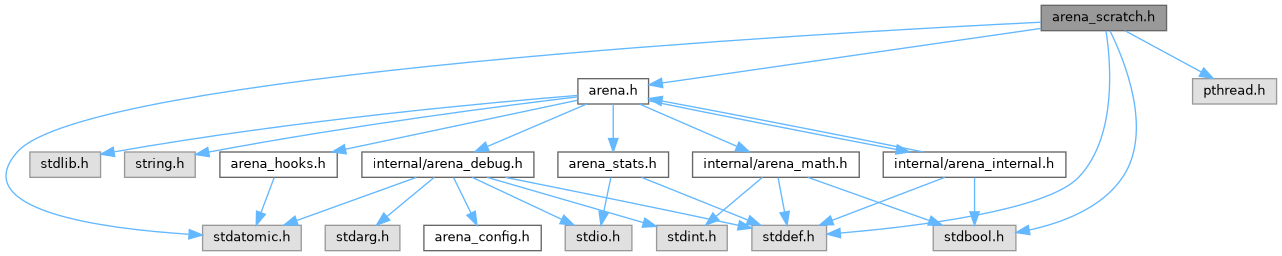 arena_scratch.h
arena.h
pthread.h
stdlib.h
string.h
arena_hooks.h
internal/arena_debug.h
arena_stats.h
internal/arena_math.h
internal/arena_internal.h
stdatomic.h
stdarg.h
arena_config.h
stdio.h
stdint.h
stddef.h
stdbool.h